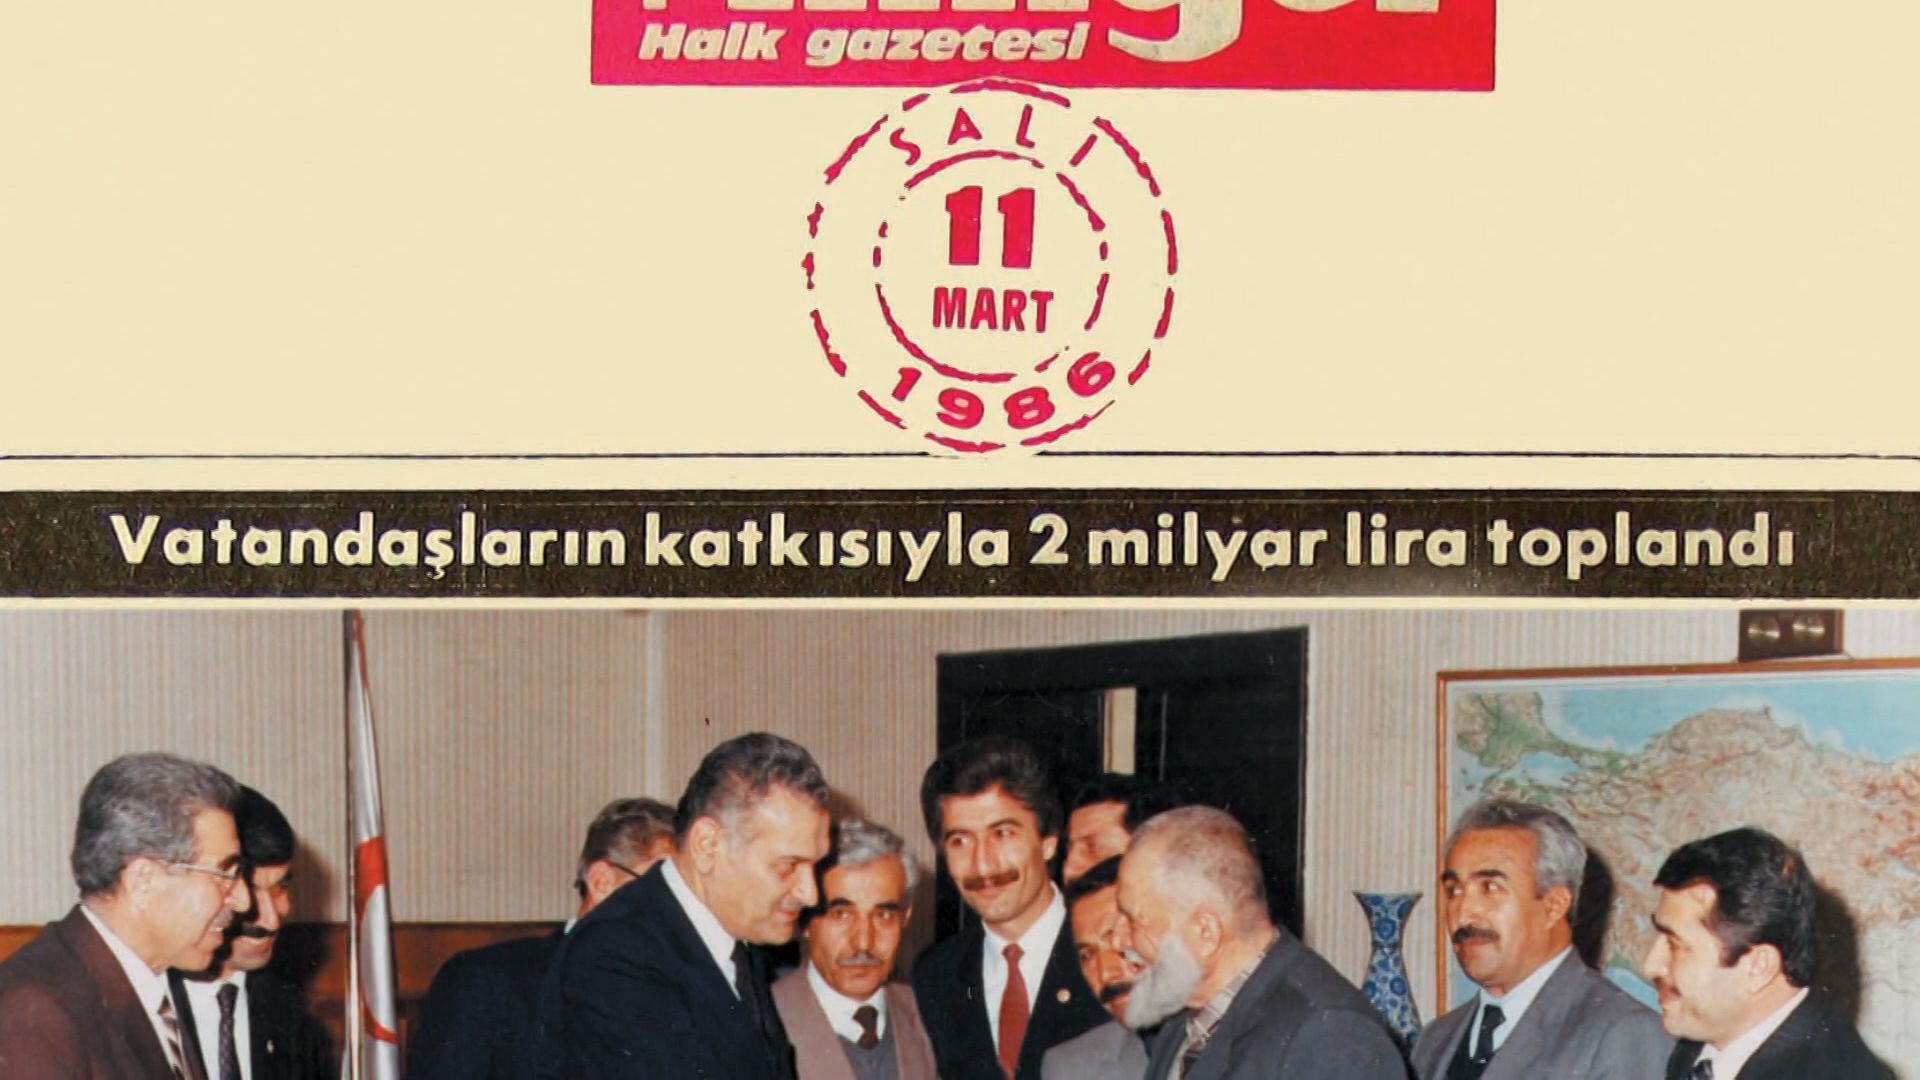 Halk gazetesi
SALI
11
MART
1986
Vatandaşların katkısıyla 2 milyar lira toplandı